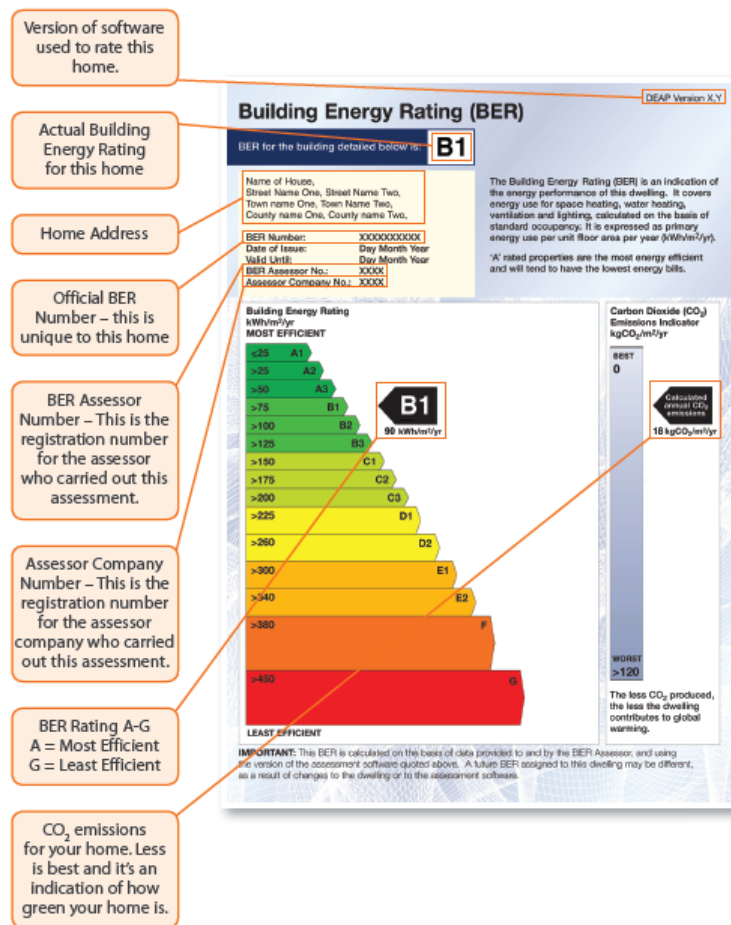 Version of software
used to rate this
home.
Actual Building
Energy Rating
for this home
Home Address
Official BER
Number – this is
unique to this home
BER Assessor
Number – This is the
registration number
for the assessor
who carried out this
assessment.
Assessor Company
Number – This is the
registration number
for the assessor
company who carried
out this assessment.
BER Rating A-G
A = Most Efficient
G = Least Efficient
CO₂ emissions
for your home. Less
is best and it's an
indication of how
green your home is.
DEAP Version X,Y
Building Energy Rating (BER)
BER for the building detailed below is: B1
Name of House,
Street Name One, Street Name Two,
Town name One, Town Name Two,
County name One, County name Two,
BER Number: XXXXXXXXXX
Date of Issue: Day Month Year
Valid Until: Day Month Year
BER Assessor No.: XXXX
Assessor Company No.: XXXX
The Building Energy Rating (BER) is an indication of
the energy performance of this dwelling. It covers
energy use for space heating, water heating,
ventilation and lighting, calculated on the basis of
standard occupancy. It is expressed as primary
energy use per unit floor area per year (kWh/m²/yr).
'A' rated properties are the most energy efficient
and will tend to have the lowest energy bills.
Building Energy Rating
kWh/m²/yr
MOST EFFICIENT
≤25 A1
>25 A2
>50 A3
>75 B1
>100 B2
>125 B3
>150 C1
>175 C2
>200 C3
>225 D1
>260 D2
>300 E1
>340 E2
>380 F
>450 G
LEAST EFFICIENT
B1
90 kWh/m²/yr
Carbon Dioxide (CO₂)
Emissions Indicator
kgCO₂/m²/yr
BEST
0
Calculated
annual CO₂
emissions
18 kgCO₂/m²/yr
WORST
>120
The less CO₂ produced,
the less the dwelling
contributes to global
warming.
IMPORTANT: This BER is calculated on the basis of data provided to and by the BER Assessor, and using
the version of the assessment software quoted above. A future BER assigned to this dwelling may be different,
as a result of changes to the dwelling or to the assessment software.